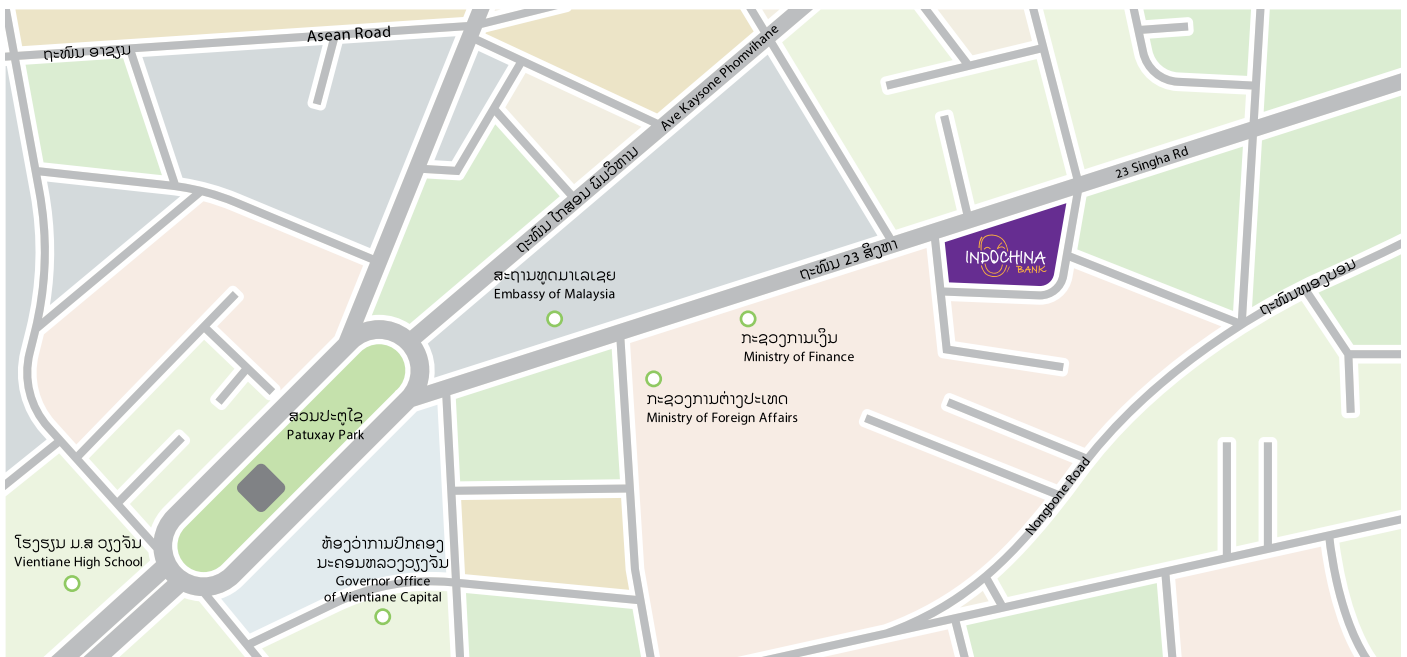 Asean Road
ຖະໜົນ ອາຊຽນ
Ave Kaysone Phomvihane
ຖະໜົນ ໄກສອນ ພົມວິຫານ
23 Singha Rd
ຖະໜົນ 23 ສິງຫາ
INDOCHINA
BANK
ສະຖານທູດມາເລເຊຍ
Embassy of Malaysia
ຖະໜົນໜອງບອນ
ກະຊວງການເງິນ
Ministry of Finance
ກະຊວງການຕ່າງປະເທດ
Ministry of Foreign Affairs
ສວນປະຕູໄຊ
Patuxay Park
Nongbone Road
ໂຮງຮຽນ ມ.ສ ວຽງຈັນ
Vientiane High School
ຫ້ອງວ່າການປົກຄອງ
ນະຄອນຫລວງວຽງຈັນ
Governor Office
of Vientiane Capital